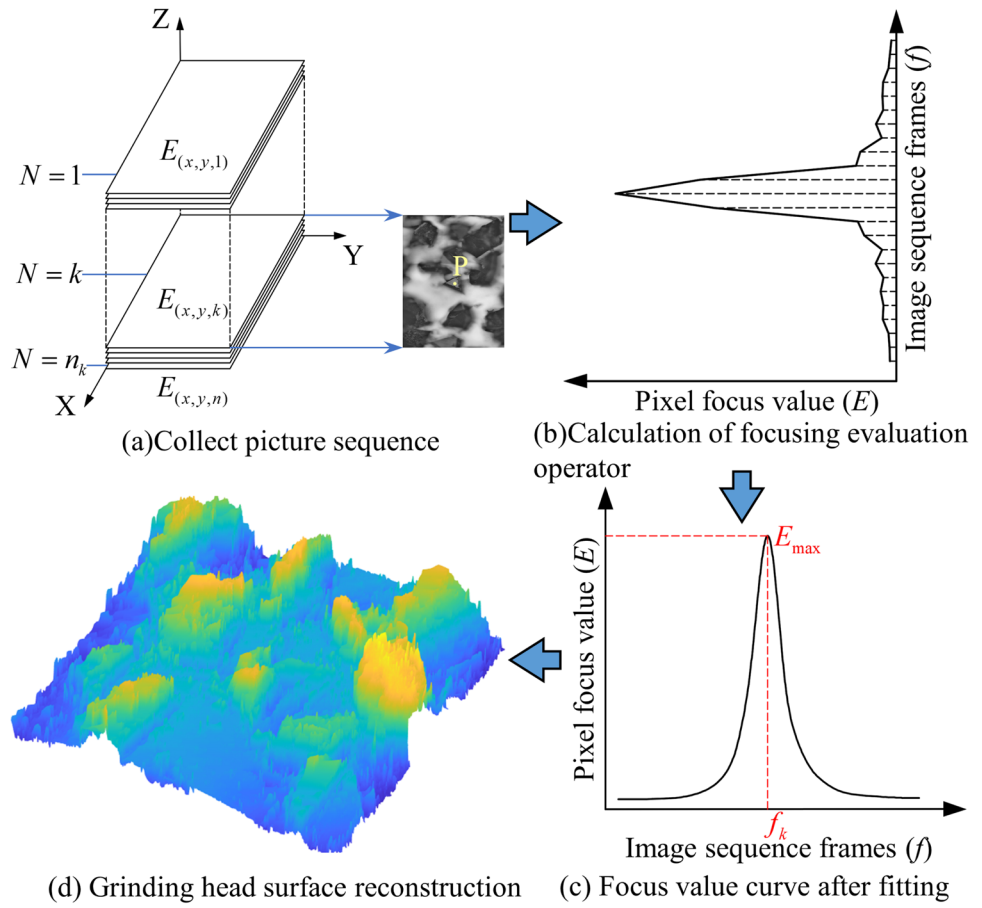 Z
E(x,y,1)
N = 1
Y
N = k
E(x,y,k)
P
N = nk
X
E(x,y,n)
(a)Collect picture sequence
Image sequence frames (f)
Pixel focus value (E)
(b)Calculation of focusing evaluation
operator
Emax
Pixel focus value (E)
fk
Image sequence frames (f)
(c) Focus value curve after fitting
(d) Grinding head surface reconstruction